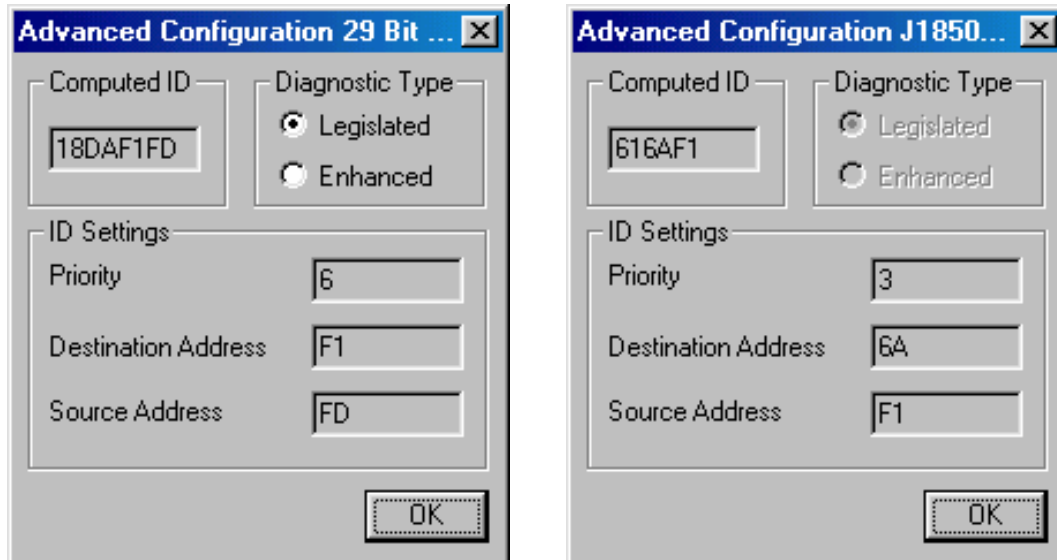 Advanced Configuration 29 Bit ...
Computed ID
18DAF1FD
Diagnostic Type
Legislated
Enhanced
ID Settings
Priority
6
Destination Address
F1
Source Address
FD
OK
Advanced Configuration J1850...
Computed ID
616AF1
Diagnostic Type
Legislated
Enhanced
ID Settings
Priority
3
Destination Address
6A
Source Address
F1
OK